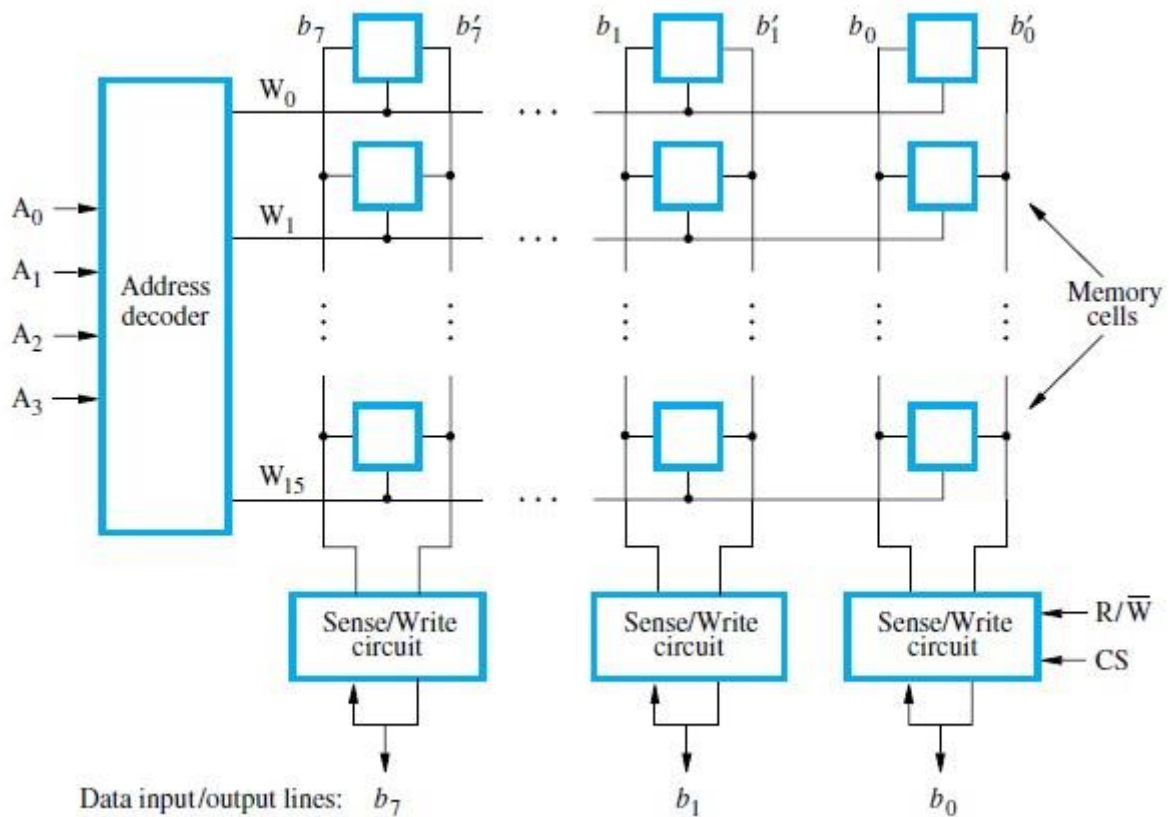 b7 b′7 b1 b′1 b0 b′0
W0
• • •
W1
• • •
A0
A1
A2
A3
Address
decoder
Memory
cells
W15
• • •
Sense/Write
circuit
Sense/Write
circuit
Sense/Write
circuit
R/W̅
CS
Data input/output lines: b7 b1 b0